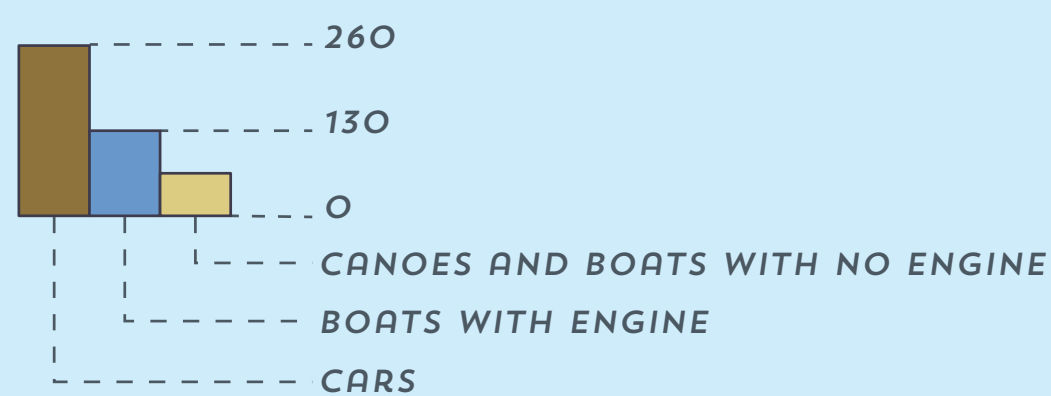 260
130
0
CANOES AND BOATS WITH NO ENGINE
BOATS WITH ENGINE
CARS